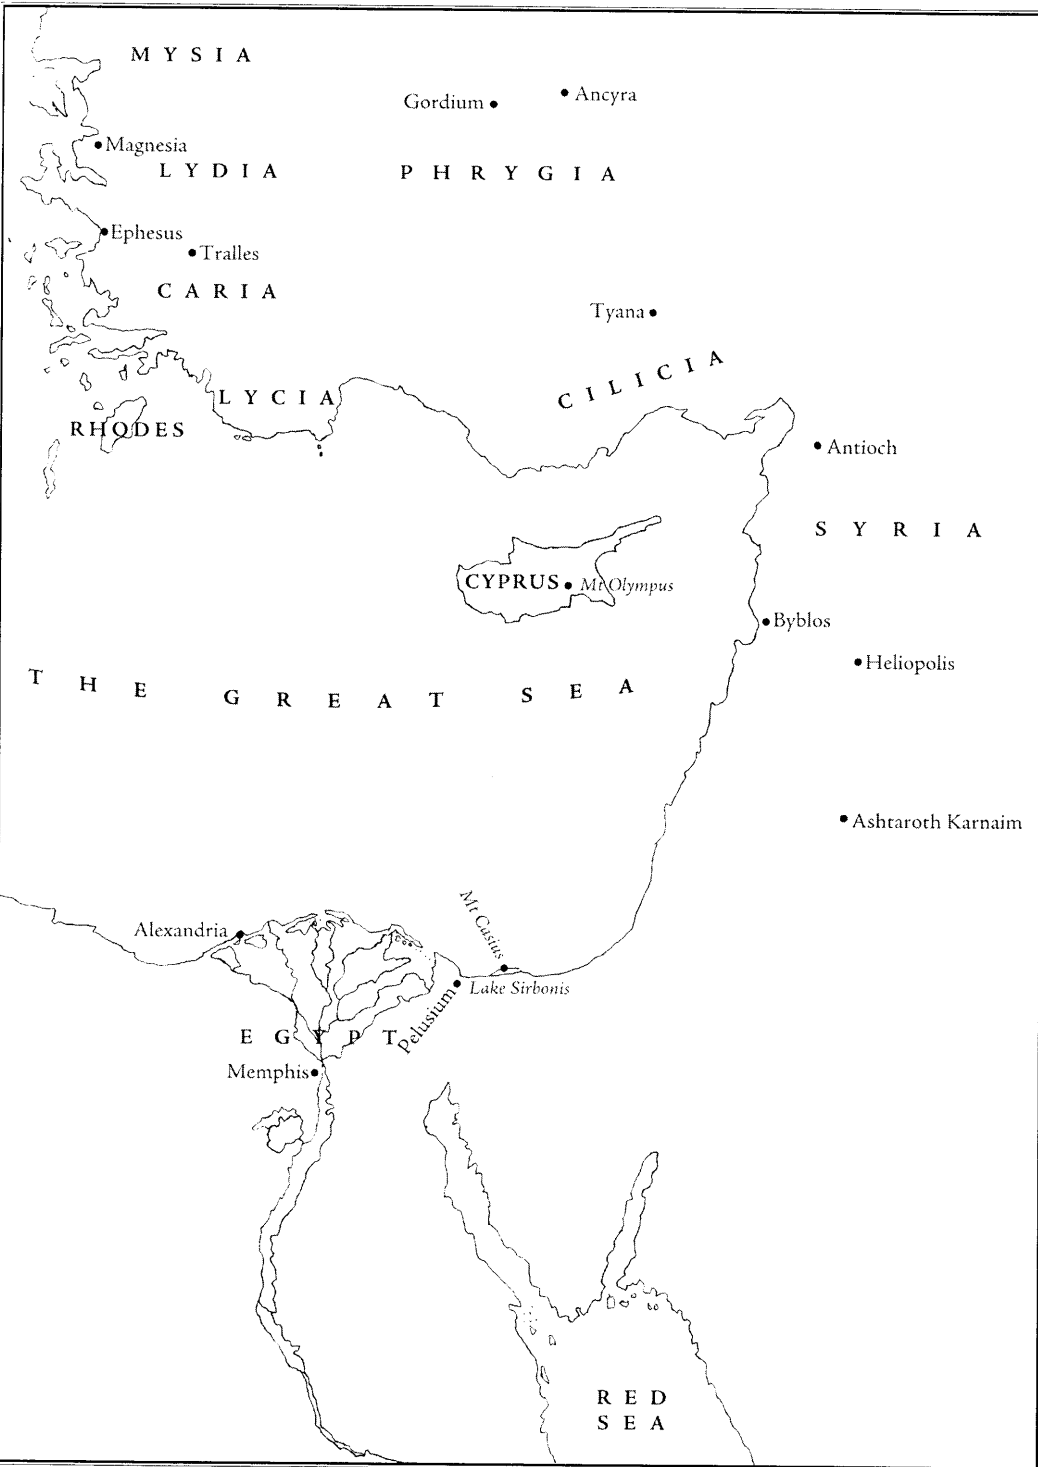 MYSIA
Gordium
Ancyra
Magnesia
LYDIA
PHRYGIA
Ephesus
Tralles
CARIA
Tyana
CILICIA
LYCIA
RHODES
Antioch
SYRIA
CYPRUS
Mt Olympus
Byblos
Heliopolis
THE GREAT SEA
Ashtaroth Karnaim
Mt Casius
Alexandria
Lake Sirbonis
Pelusium
EGYPT
Memphis
RED
SEA